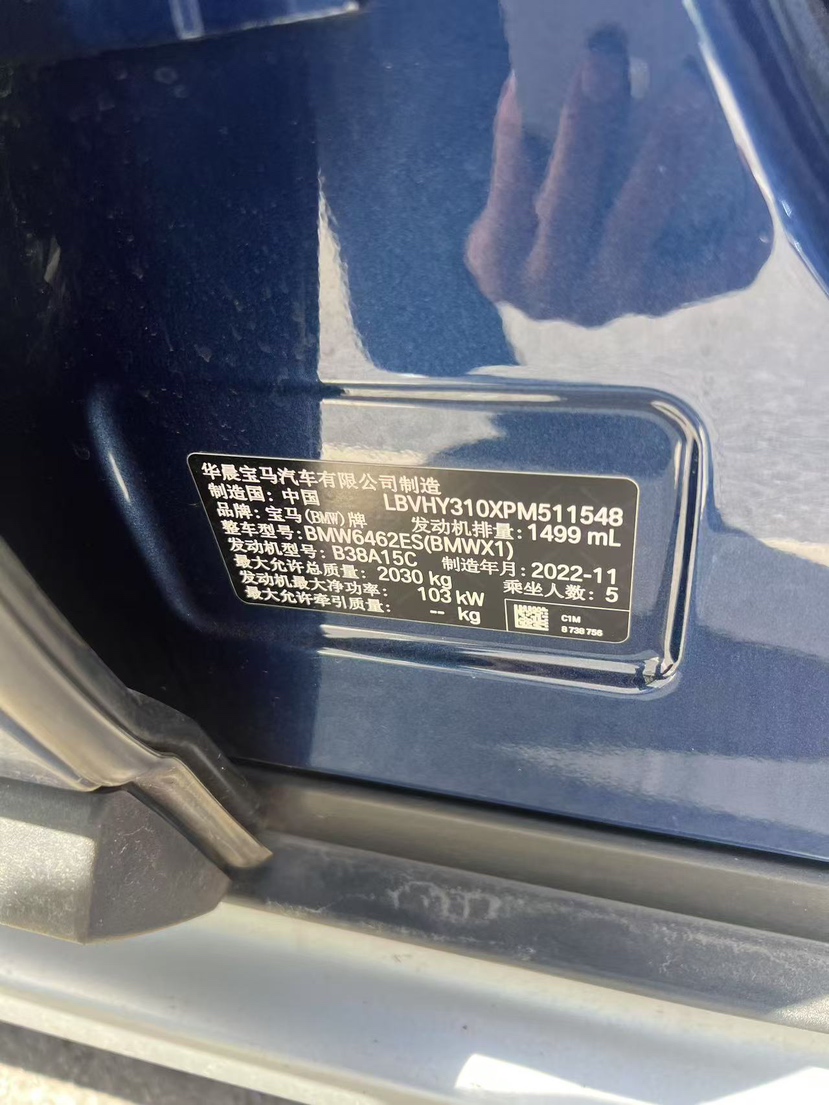 华晨宝马汽车有限公司制造
制造国：中国 LBVHY310XPM511548
品牌：宝马(BMW)牌 发动机排量：1499 mL
整车型号：BMW6462ES(BMWX1)
发动机型号：B38A15C 制造年月：2022-11
最大允许总质量： 2030 kg 乘坐人数：5
发动机最大净功率： 103 kW
最大允许牵引质量： -- kg
C1M
8 738 756